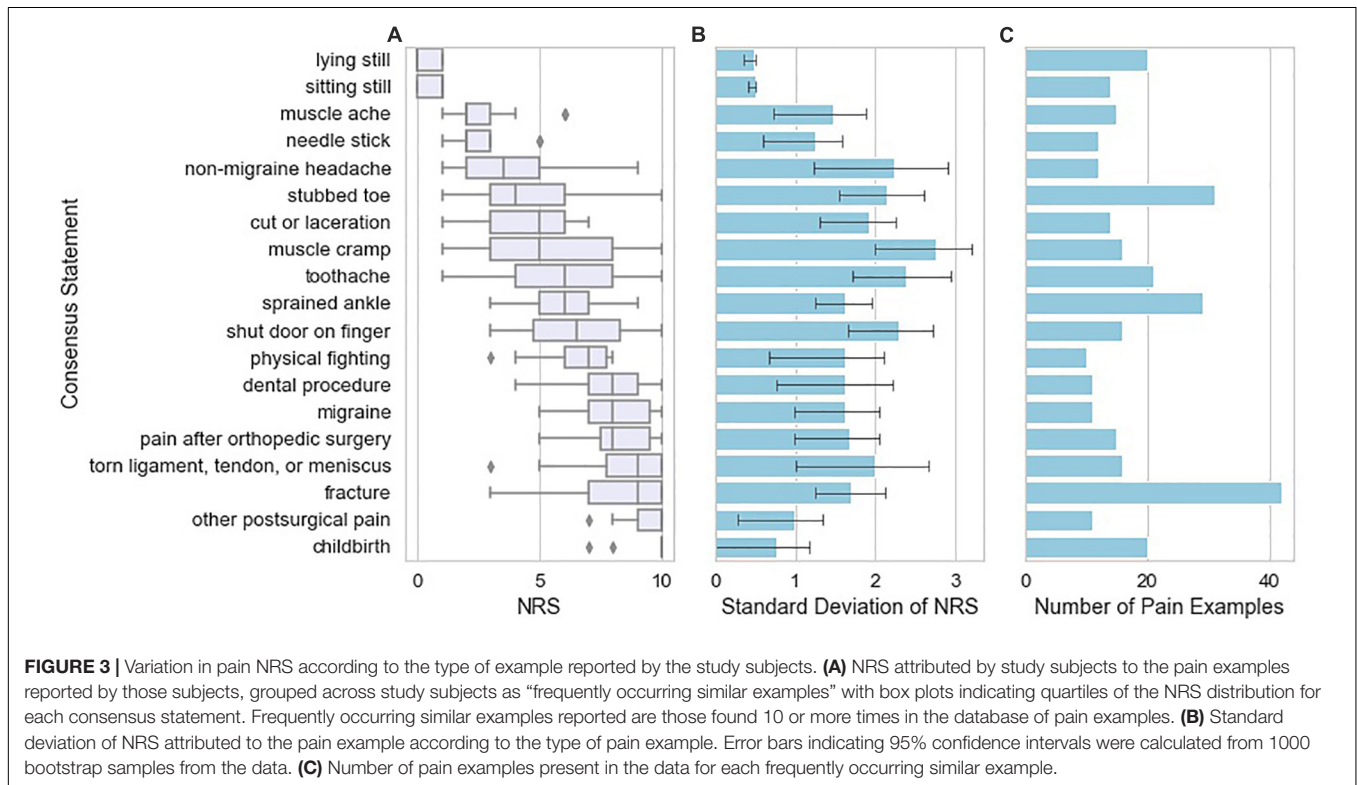 A
B
C
Consensus Statement
lying still
sitting still
muscle ache
needle stick
non-migraine headache
stubbed toe
cut or laceration
muscle cramp
toothache
sprained ankle
shut door on finger
physical fighting
dental procedure
migraine
pain after orthopedic surgery
torn ligament, tendon, or meniscus
fracture
other postsurgical pain
childbirth
0 5 10
NRS
0 1 2 3
Standard Deviation of NRS
0 20 40
Number of Pain Examples
FIGURE 3 | Variation in pain NRS according to the type of example reported by the study subjects. (A) NRS attributed by study subjects to the pain examples
reported by those subjects, grouped across study subjects as “frequently occurring similar examples” with box plots indicating quartiles of the NRS distribution for
each consensus statement. Frequently occurring similar examples reported are those found 10 or more times in the database of pain examples. (B) Standard
deviation of NRS attributed to the pain example according to the type of pain example. Error bars indicating 95% confidence intervals were calculated from 1000
bootstrap samples from the data. (C) Number of pain examples present in the data for each frequently occurring similar example.